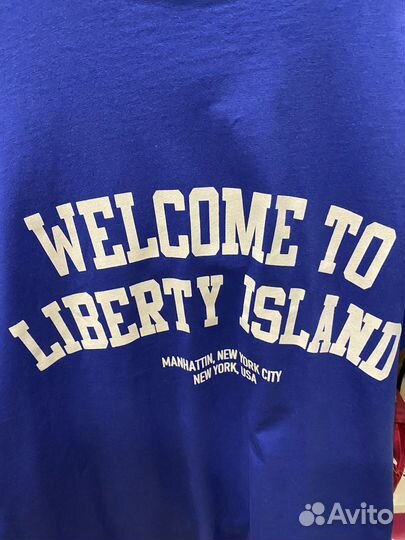 WELCOME TO
LIBERTY ISLAND
MANHATTIN, NEW YORK CITY
NEW YORK, USA
Avito